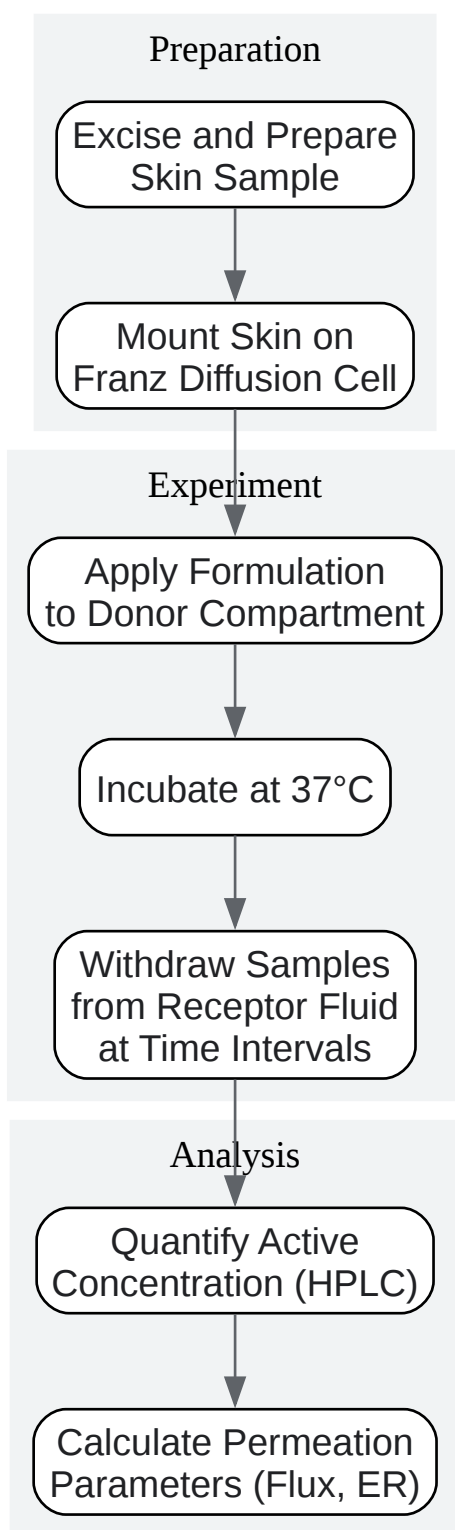 Preparation
Excise and Prepare
Skin Sample
Mount Skin on
Franz Diffusion Cell
Experiment
Apply Formulation
to Donor Compartment
Incubate at 37°C
Withdraw Samples
from Receptor Fluid
at Time Intervals
Analysis
Quantify Active
Concentration (HPLC)
Calculate Permeation
Parameters (Flux, ER)